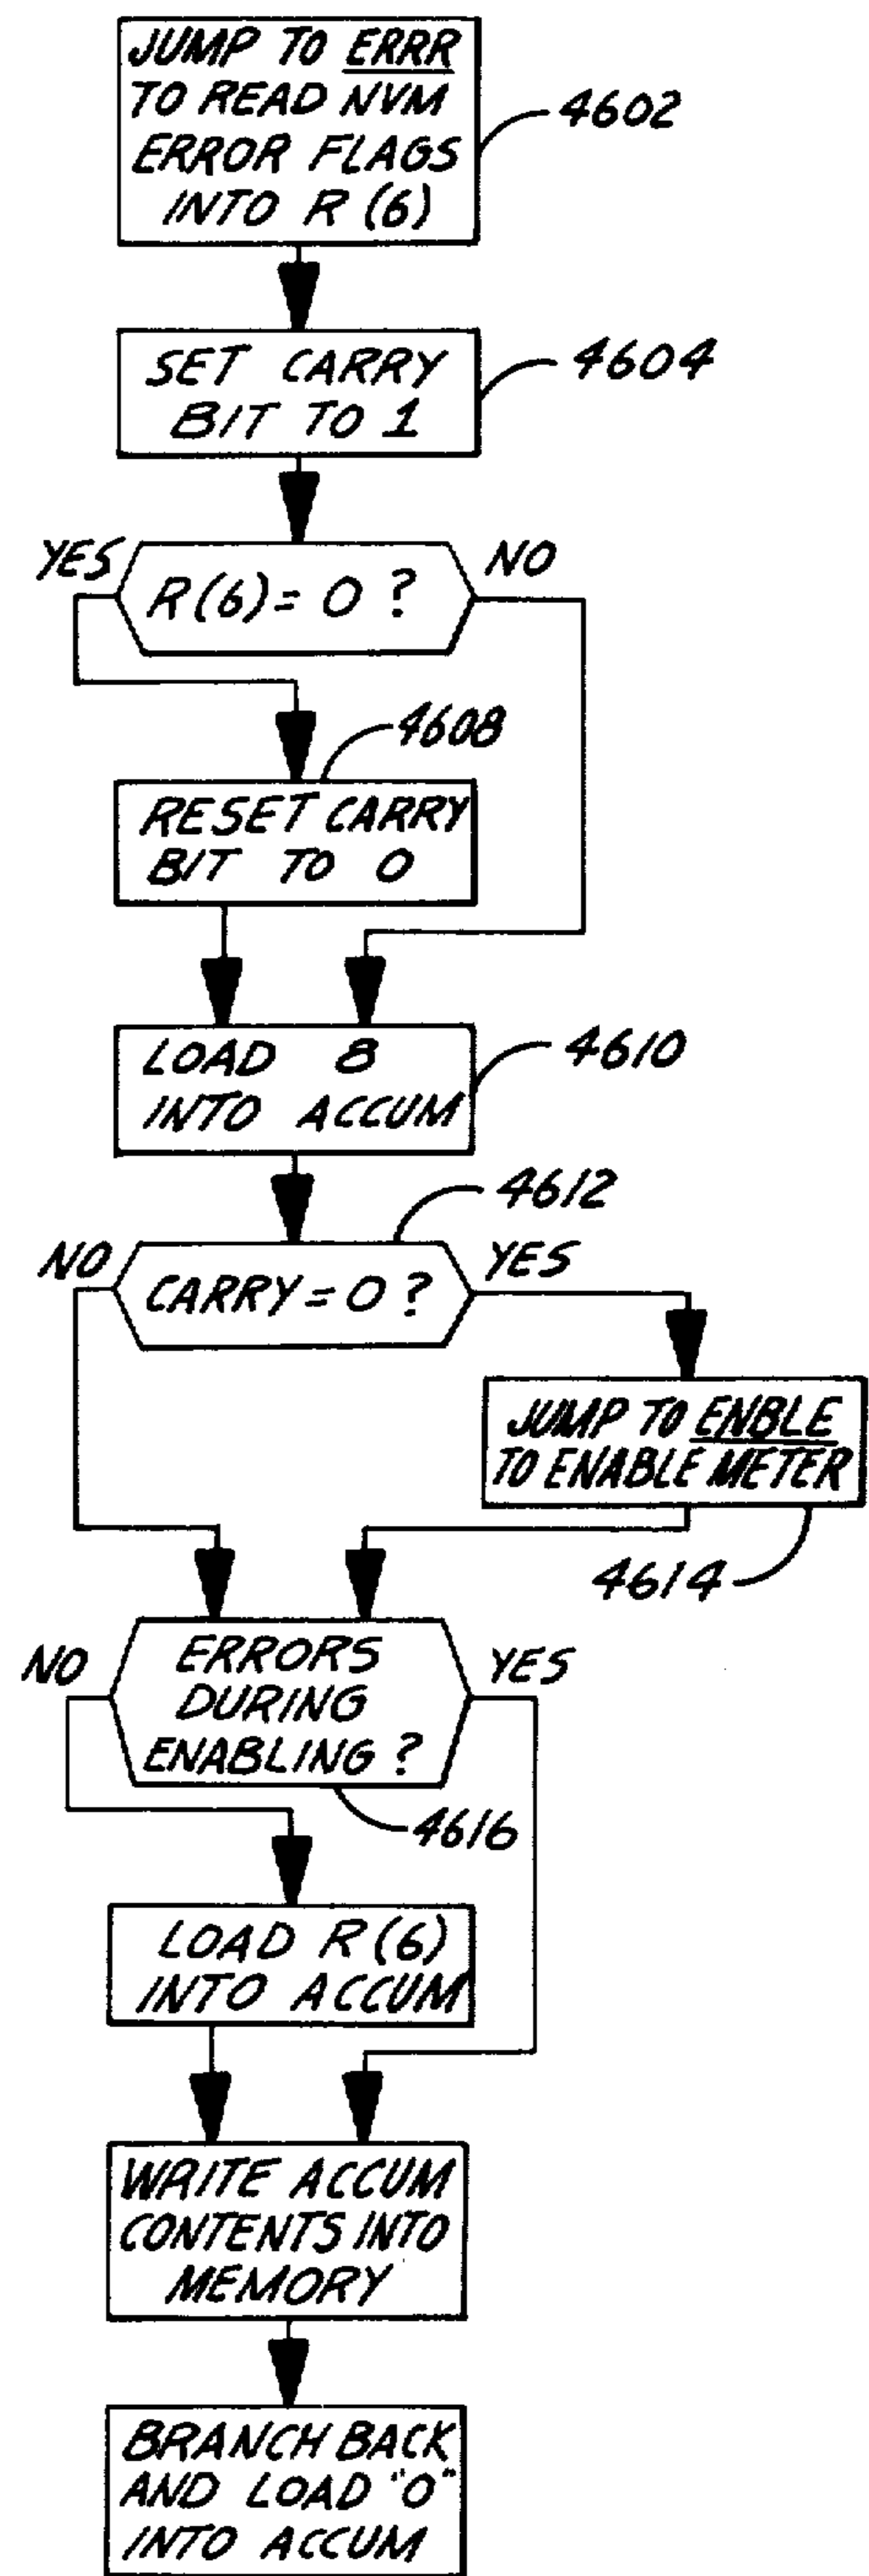 JUMP TO ERRR
TO READ NVM
ERROR FLAGS
INTO R(6)
4602
SET CARRY
BIT TO 1
4604
YES
R(6)=0?
NO
4608
RESET CARRY
BIT TO 0
LOAD 8
INTO ACCUM
4610
4612
NO
CARRY=0?
YES
JUMP TO ENBLE
TO ENABLE METER
4614
NO
ERRORS
DURING
ENABLING?
YES
4616
LOAD R(6)
INTO ACCUM
WRITE ACCUM
CONTENTS INTO
MEMORY
BRANCH BACK
AND LOAD "0"
INTO ACCUM